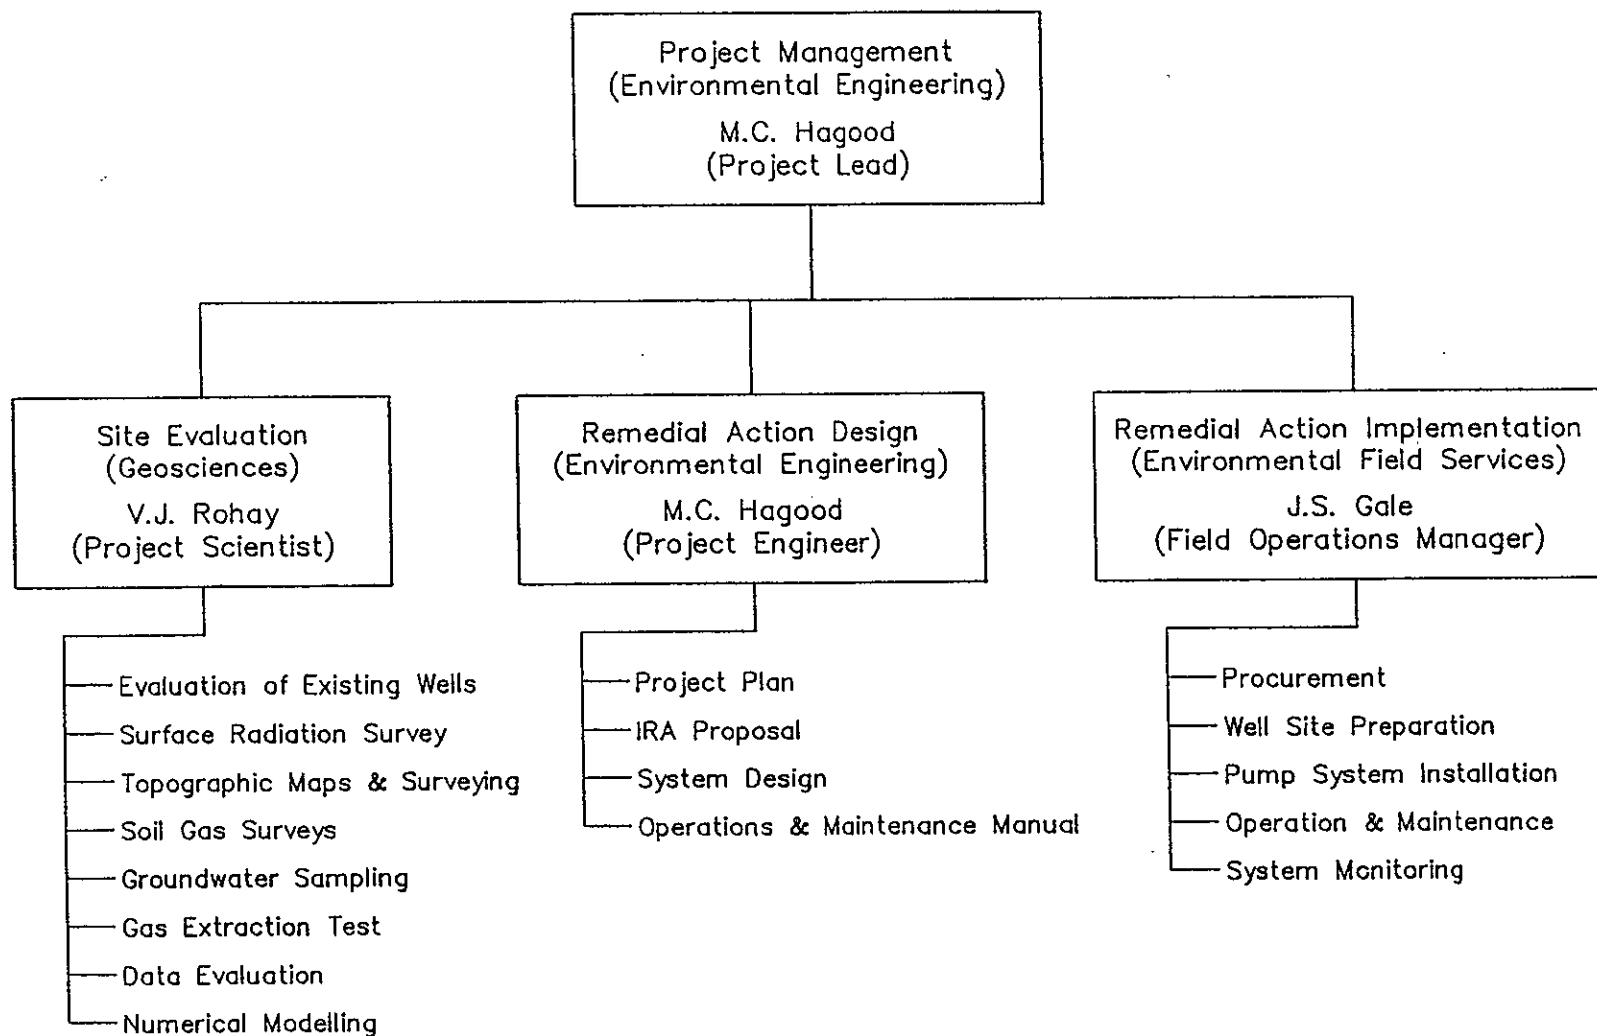 Project Management
(Environmental Engineering)
M.C. Hagood
(Project Lead)
Site Evaluation
(Geosciences)
V.J. Rohay
(Project Scientist)
Evaluation of Existing Wells
Surface Radiation Survey
Topographic Maps & Surveying
Soil Gas Surveys
Groundwater Sampling
Gas Extraction Test
Data Evaluation
Numerical Modelling
Remedial Action Design
(Environmental Engineering)
M.C. Hagood
(Project Engineer)
Project Plan
IRA Proposal
System Design
Operations & Maintenance Manual
Remedial Action Implementation
(Environmental Field Services)
J.S. Gale
(Field Operations Manager)
Procurement
Well Site Preparation
Pump System Installation
Operation & Maintenance
System Monitoring